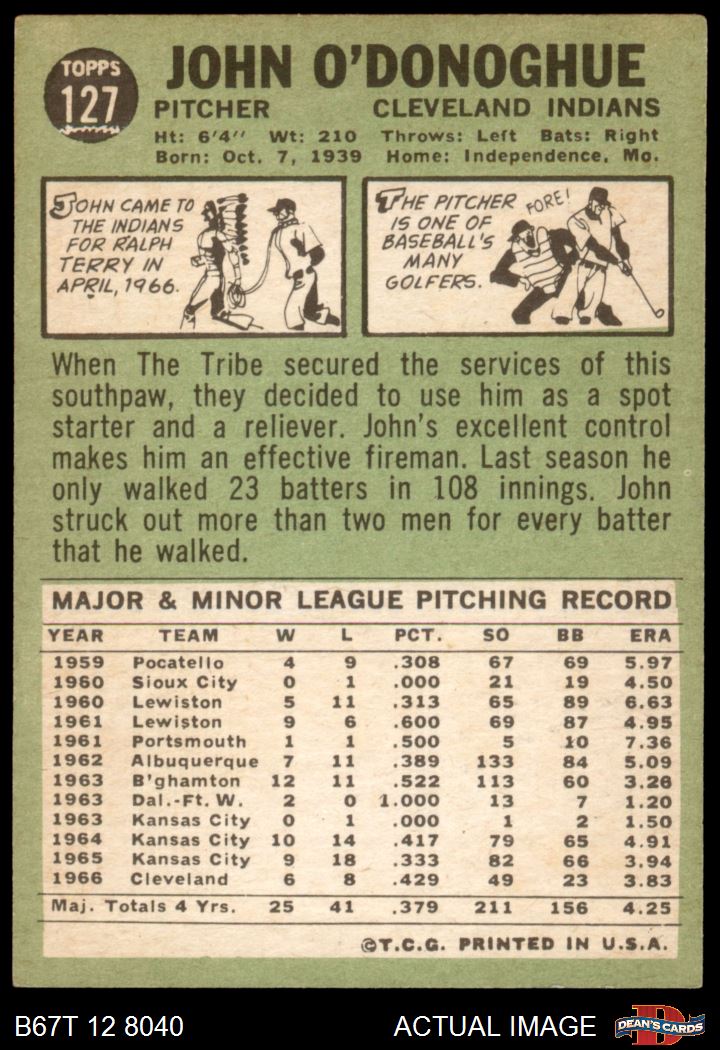 TOPPS
127
JOHN O'DONOGHUE
PITCHER CLEVELAND INDIANS
Ht: 6'4" Wt: 210 Throws: Left Bats: Right
Born: Oct. 7, 1939 Home: Independence, Mo.
JOHN CAME TO
THE INDIANS
FOR RALPH
TERRY IN
APRIL, 1966.
THE PITCHER
IS ONE OF
BASEBALL'S
MANY
GOLFERS.
FORE!
When The Tribe secured the services of this
southpaw, they decided to use him as a spot
starter and a reliever. John's excellent control
makes him an effective fireman. Last season he
only walked 23 batters in 108 innings. John
struck out more than two men for every batter
that he walked.
MAJOR & MINOR LEAGUE PITCHING RECORD
YEAR TEAM W L PCT. SO BB ERA
1959 Pocatello 4 9 .308 67 69 5.97
1960 Sioux City 0 1 .000 21 19 4.50
1960 Lewiston 5 11 .313 65 89 6.63
1961 Lewiston 9 6 .600 69 87 4.95
1961 Portsmouth 1 1 .500 5 10 7.36
1962 Albuquerque 7 11 .389 133 84 5.09
1963 B'ghamton 12 11 .522 113 60 3.26
1963 Dal.-Ft. W. 2 0 1.000 13 7 1.20
1963 Kansas City 0 1 .000 1 2 1.50
1964 Kansas City 10 14 .417 79 65 4.91
1965 Kansas City 9 18 .333 82 66 3.94
1966 Cleveland 6 8 .429 49 23 3.83
Maj. Totals 4 Yrs. 25 41 .379 211 156 4.25
©T.C.G. PRINTED IN U.S.A.
B67T 12 8040 ACTUAL IMAGE
DEAN'S CARDS